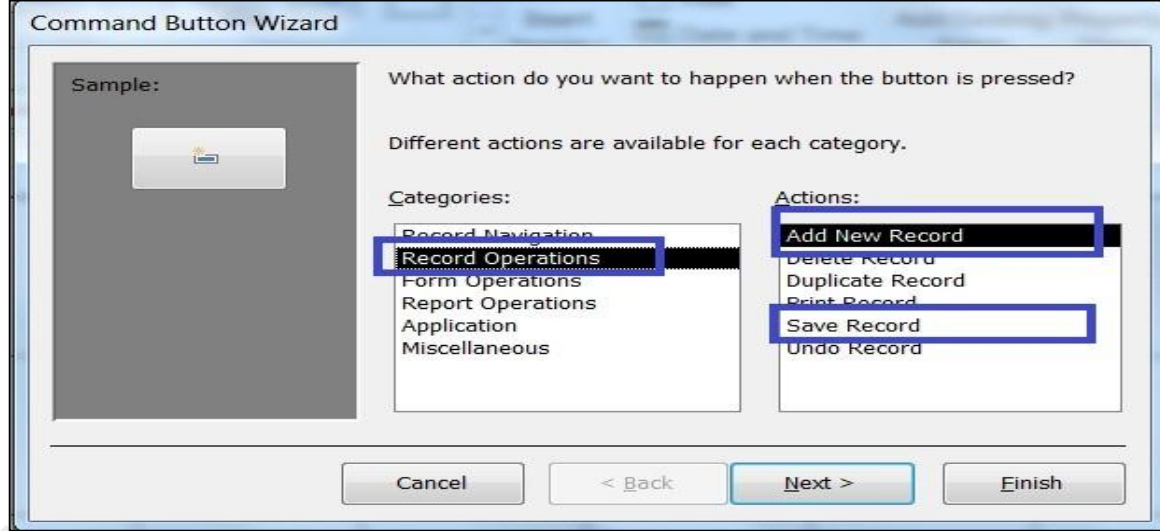 Command Button Wizard
Sample:
What action do you want to happen when the button is pressed?
Different actions are available for each category.
Categories:
Record Navigation
Record Operations
Form Operations
Report Operations
Application
Miscellaneous
Actions:
Add New Record
Delete Record
Duplicate Record
Print Record
Save Record
Undo Record
Cancel
< Back
Next >
Finish